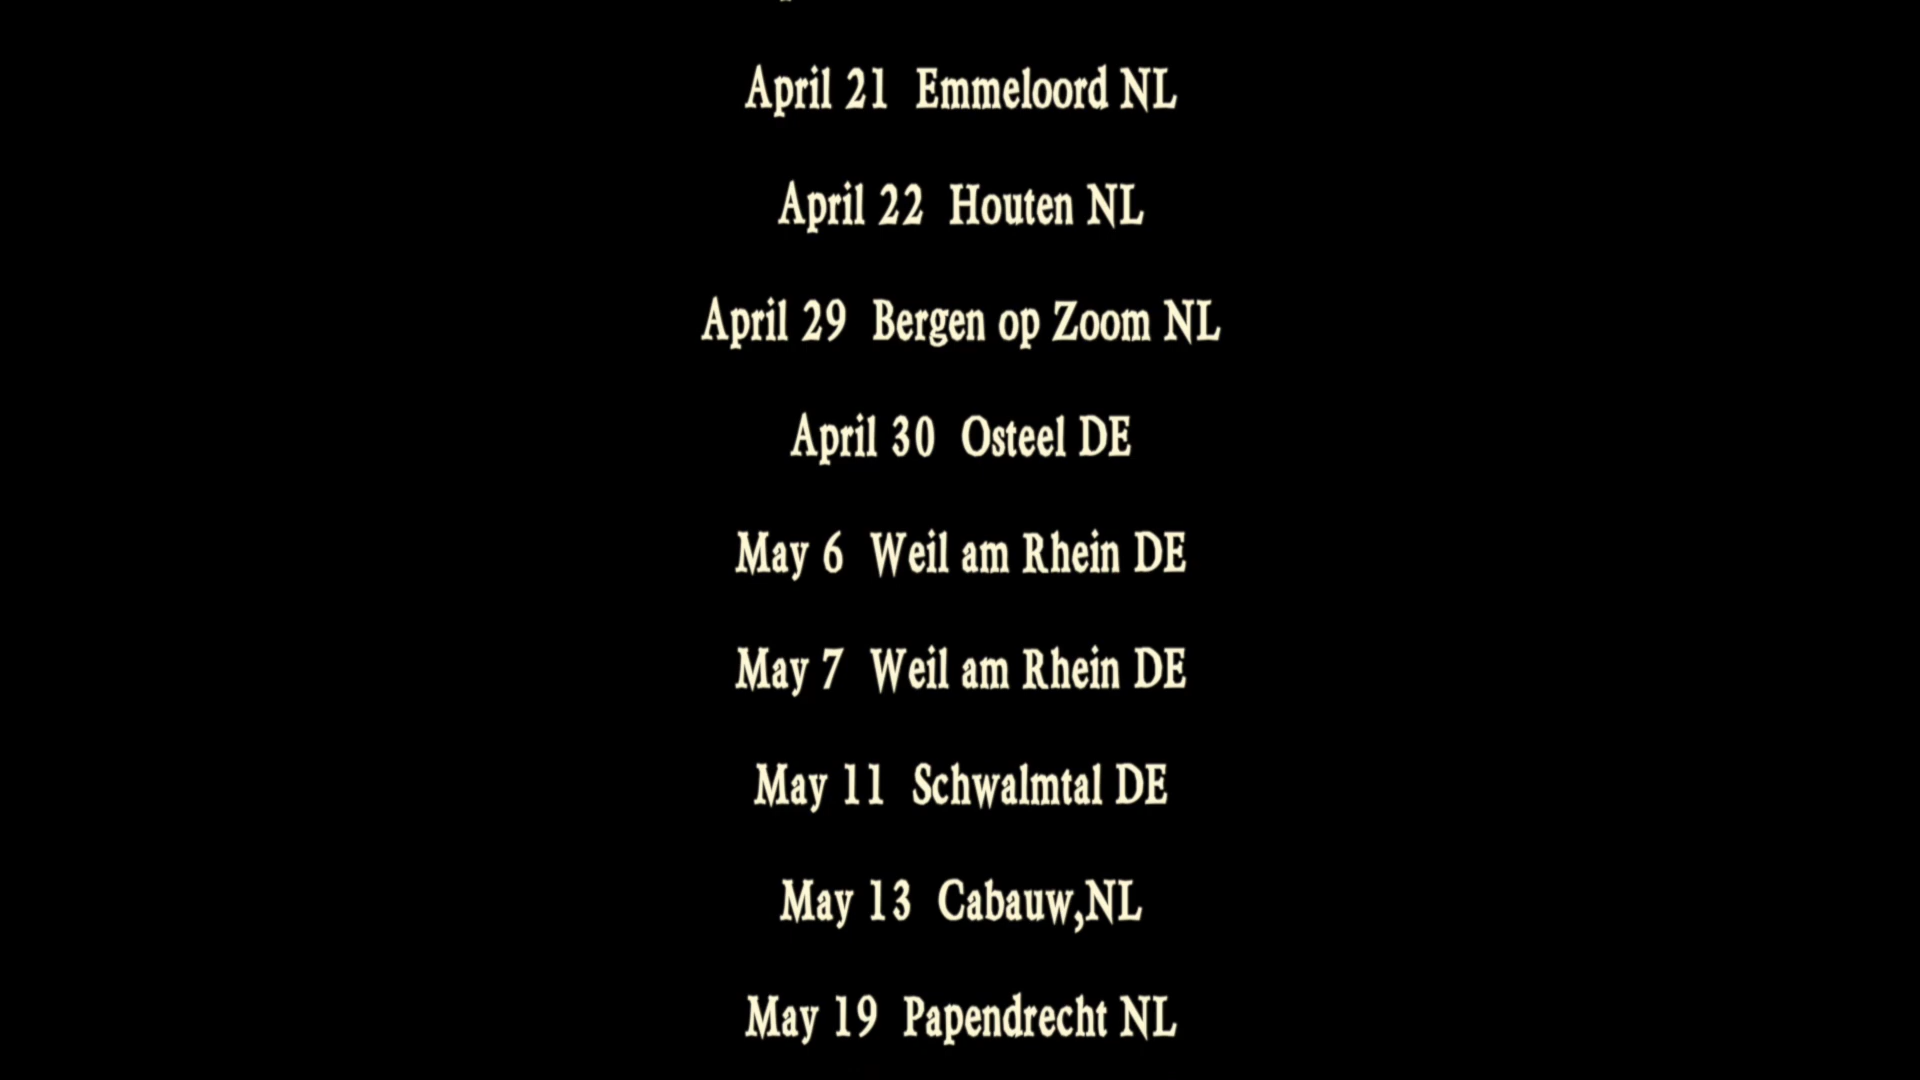 April 21  Emmeloord NL
April 22  Houten NL
April 29  Bergen op Zoom NL
April 30  Osteel DE
May 6  Weil am Rhein DE
May 7  Weil am Rhein DE
May 11  Schwalmtal DE
May 13  Cabauw,NL
May 19  Papendrecht NL